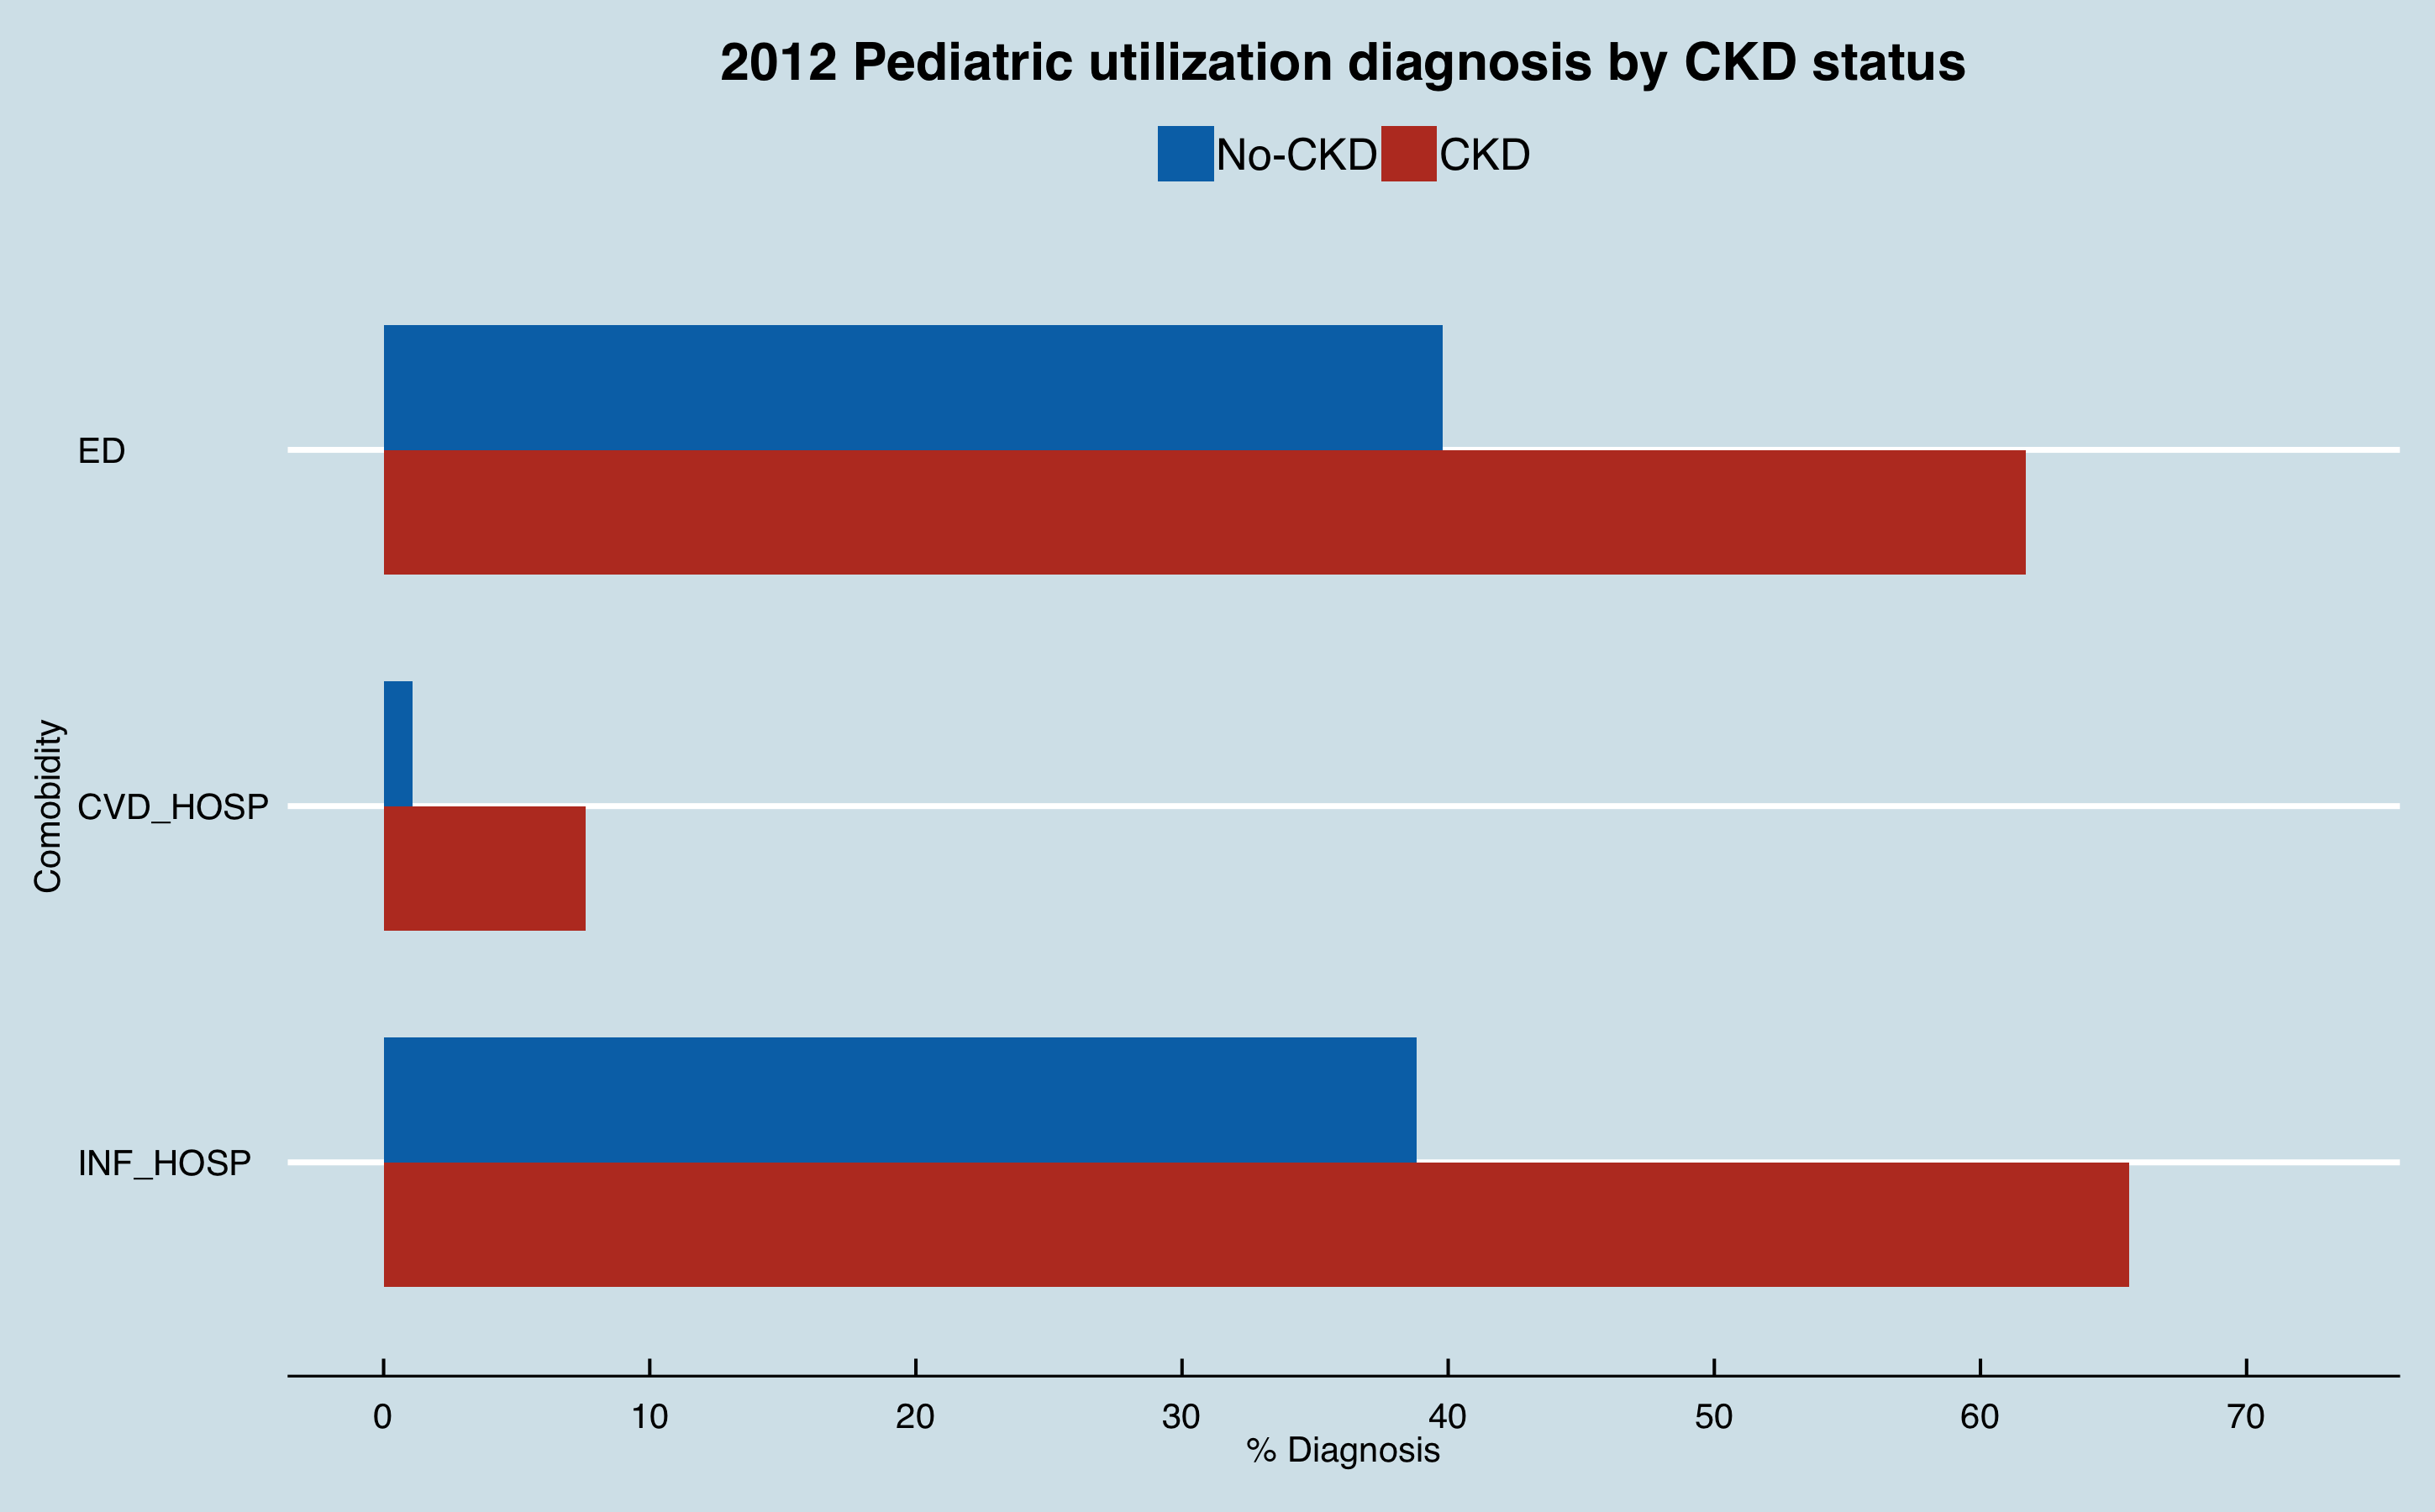 2012 Pediatric utilization diagnosis by CKD status
No-CKD CKD
ED
Comobidity
CVD_HOSP
INF_HOSP
0 10 20 30 40 50 60 70
% Diagnosis